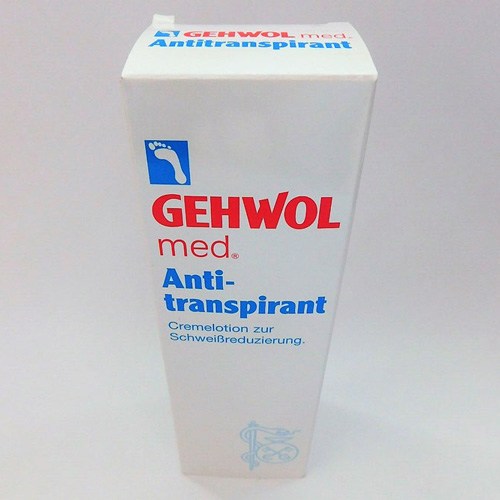 GEHWOL med®
Antitranspirant
GEHWOL
med®
Anti-
transpirant
Cremelotion zur
Schweißreduzierung.